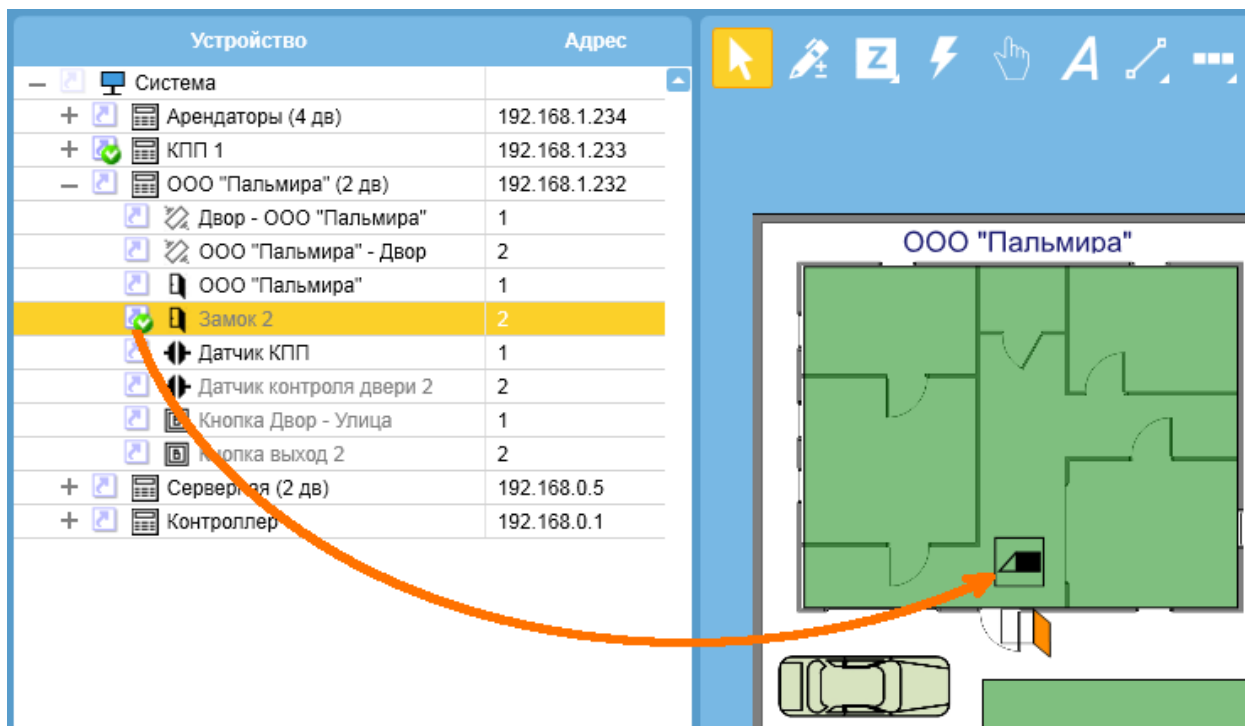 Устройство Адрес
Система
Арендаторы (4 дв) 192.168.1.234
КПП 1 192.168.1.233
ООО "Пальмира" (2 дв) 192.168.1.232
Двор - ООО "Пальмира" 1
ООО "Пальмира" - Двор 2
ООО "Пальмира" 1
Замок 2 2
Датчик КПП 1
Датчик контроля двери 2 2
Кнопка Двор - Улица 1
Кнопка выход 2 2
Серверная (2 дв) 192.168.0.5
Контроллер 192.168.0.1
Z A
ООО "Пальмира"